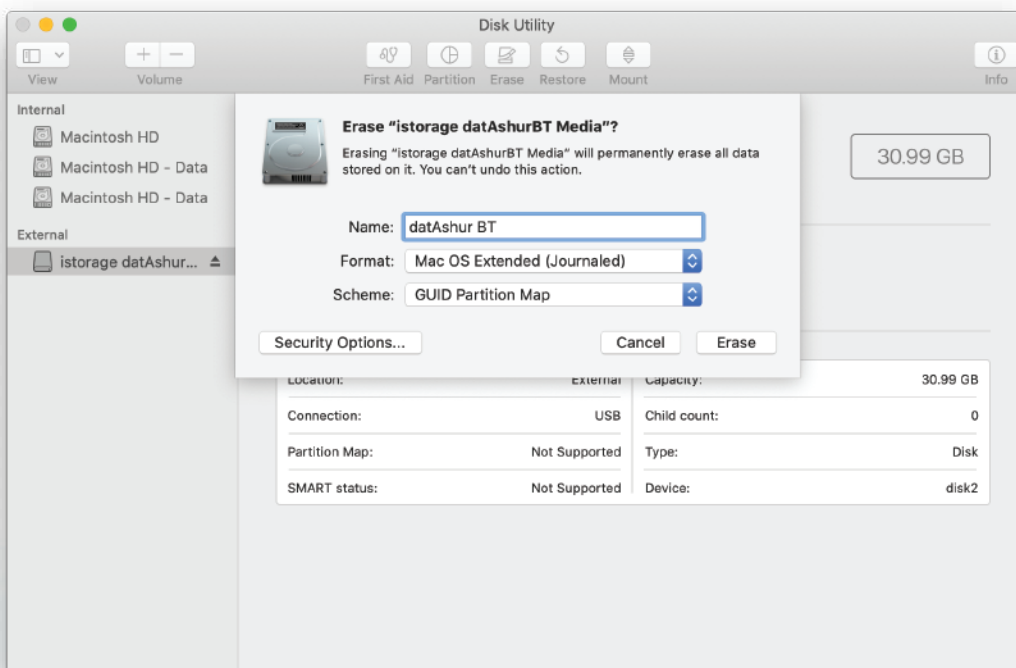 Disk Utility
View
Volume
First Aid
Partition
Erase
Restore
Mount
Info
Internal
Macintosh HD
Macintosh HD - Data
Macintosh HD - Data
External
istorage datAshur...
Erase “istorage datAshurBT Media”?
Erasing “istorage datAshurBT Media” will permanently erase all data
stored on it. You can’t undo this action.
Name: datAshur BT
Format: Mac OS Extended (Journaled)
Scheme: GUID Partition Map
Security Options...
Cancel
Erase
30.99 GB
Location: External
Capacity: 30.99 GB
Connection: USB
Child count: 0
Partition Map: Not Supported
Type: Disk
SMART status: Not Supported
Device: disk2